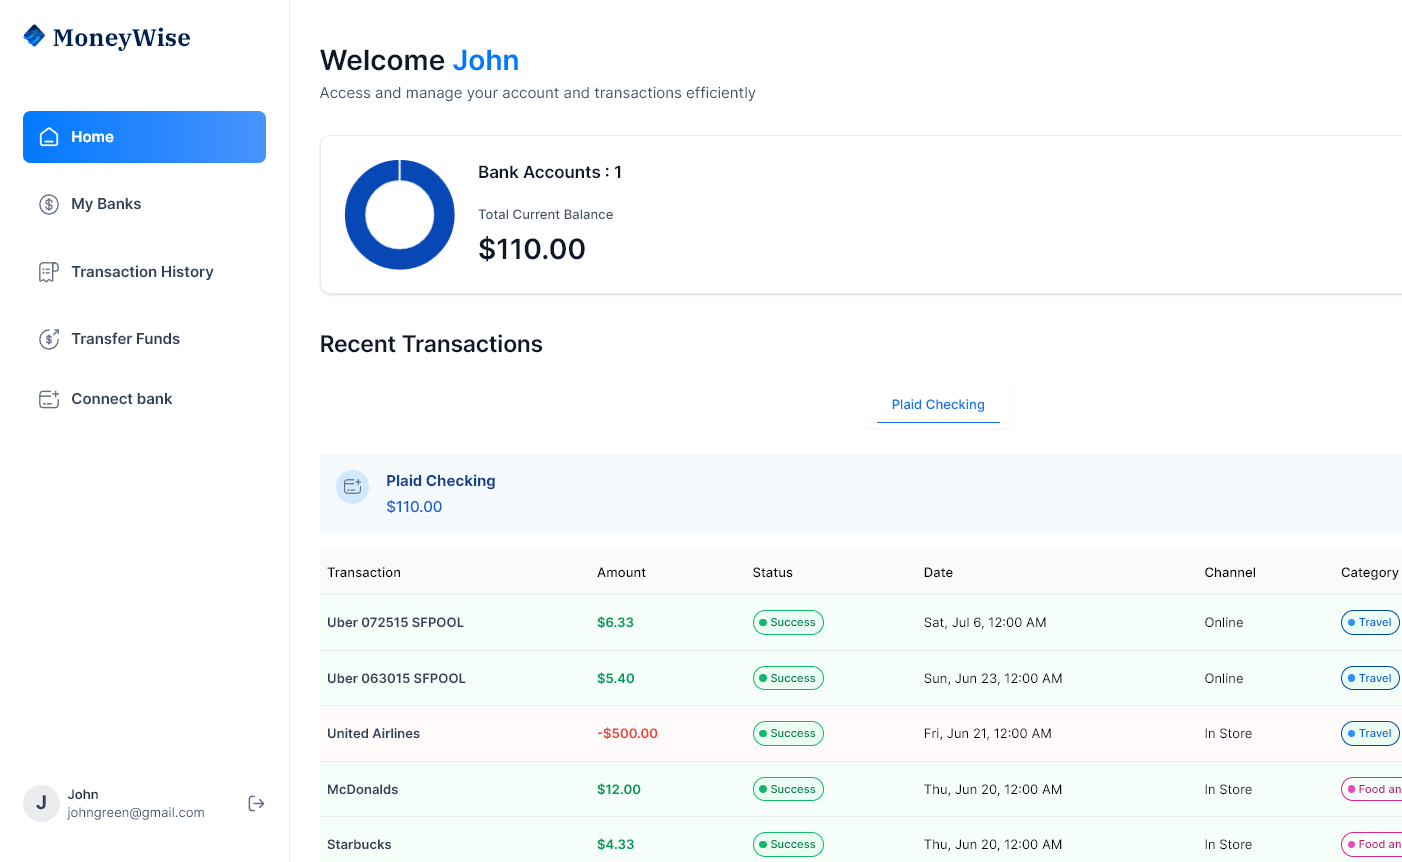 MoneyWise
Home
My Banks
Transaction History
Transfer Funds
Connect bank
J
John
johngreen@gmail.com
Welcome John
Access and manage your account and transactions efficiently
Bank Accounts : 1
Total Current Balance
$110.00
Recent Transactions
Plaid Checking
Plaid Checking
$110.00
Transaction Amount Status Date Channel Category
Uber 072515 SFPOOL $6.33 Success Sat, Jul 6, 12:00 AM Online Travel
Uber 063015 SFPOOL $5.40 Success Sun, Jun 23, 12:00 AM Online Travel
United Airlines -$500.00 Success Fri, Jun 21, 12:00 AM In Store Travel
McDonalds $12.00 Success Thu, Jun 20, 12:00 AM In Store Food an
Starbucks $4.33 Success Thu, Jun 20, 12:00 AM In Store Food an